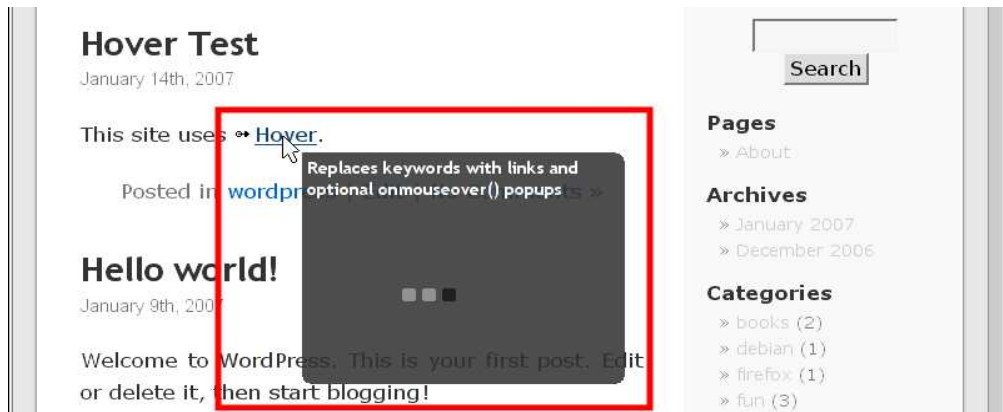 Hover Test
January 14th, 2007
This site uses Hover.
Replaces keywords with links and
optional onmouseover() popups
Posted in wordpress
Hello world!
January 9th, 2007
Welcome to WordPress. This is your first post. Edit
or delete it, then start blogging!
Search
Pages
» About
Archives
» January 2007
» December 2006
Categories
» books (2)
» debian (1)
» firefox (1)
» fun (3)